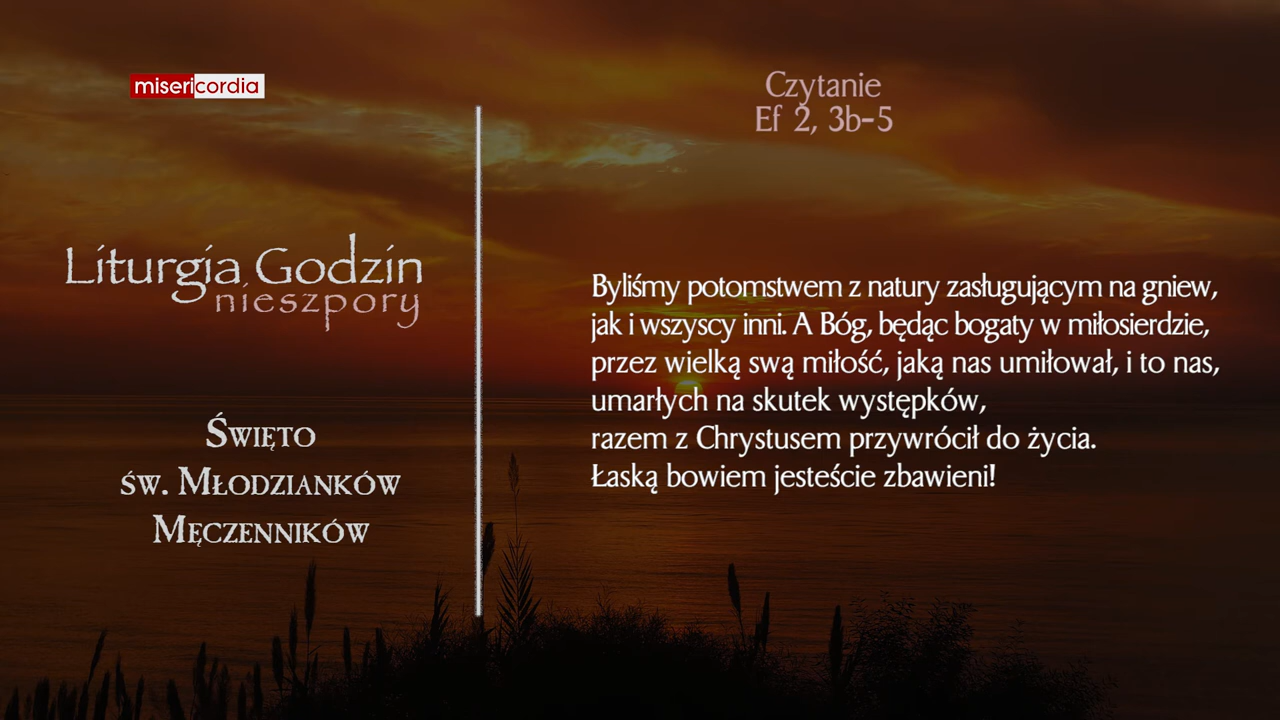 misericordia
Liturgia Godzin
nieszpory
Święto
św. Młodzianków
Męczenników
Czytanie
Ef 2, 3b-5
Byliśmy potomstwem z natury zasługującym na gniew,
jak i wszyscy inni. A Bóg, będąc bogaty w miłosierdzie,
przez wielką swą miłość, jaką nas umiłował, i to nas,
umarłych na skutek występków,
razem z Chrystusem przywrócił do życia.
Łaską bowiem jesteście zbawieni!